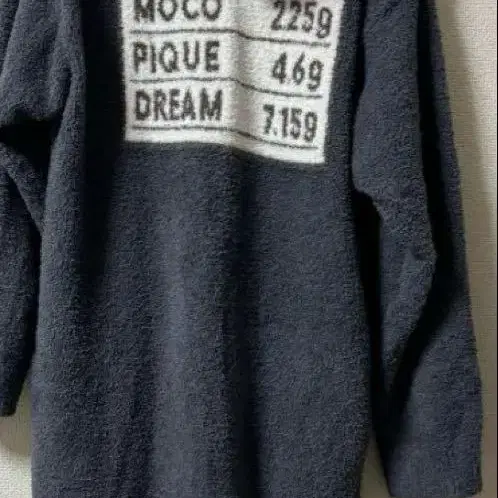 MOCO 225g
PIQUE 4.6g
DREAM 7.15g